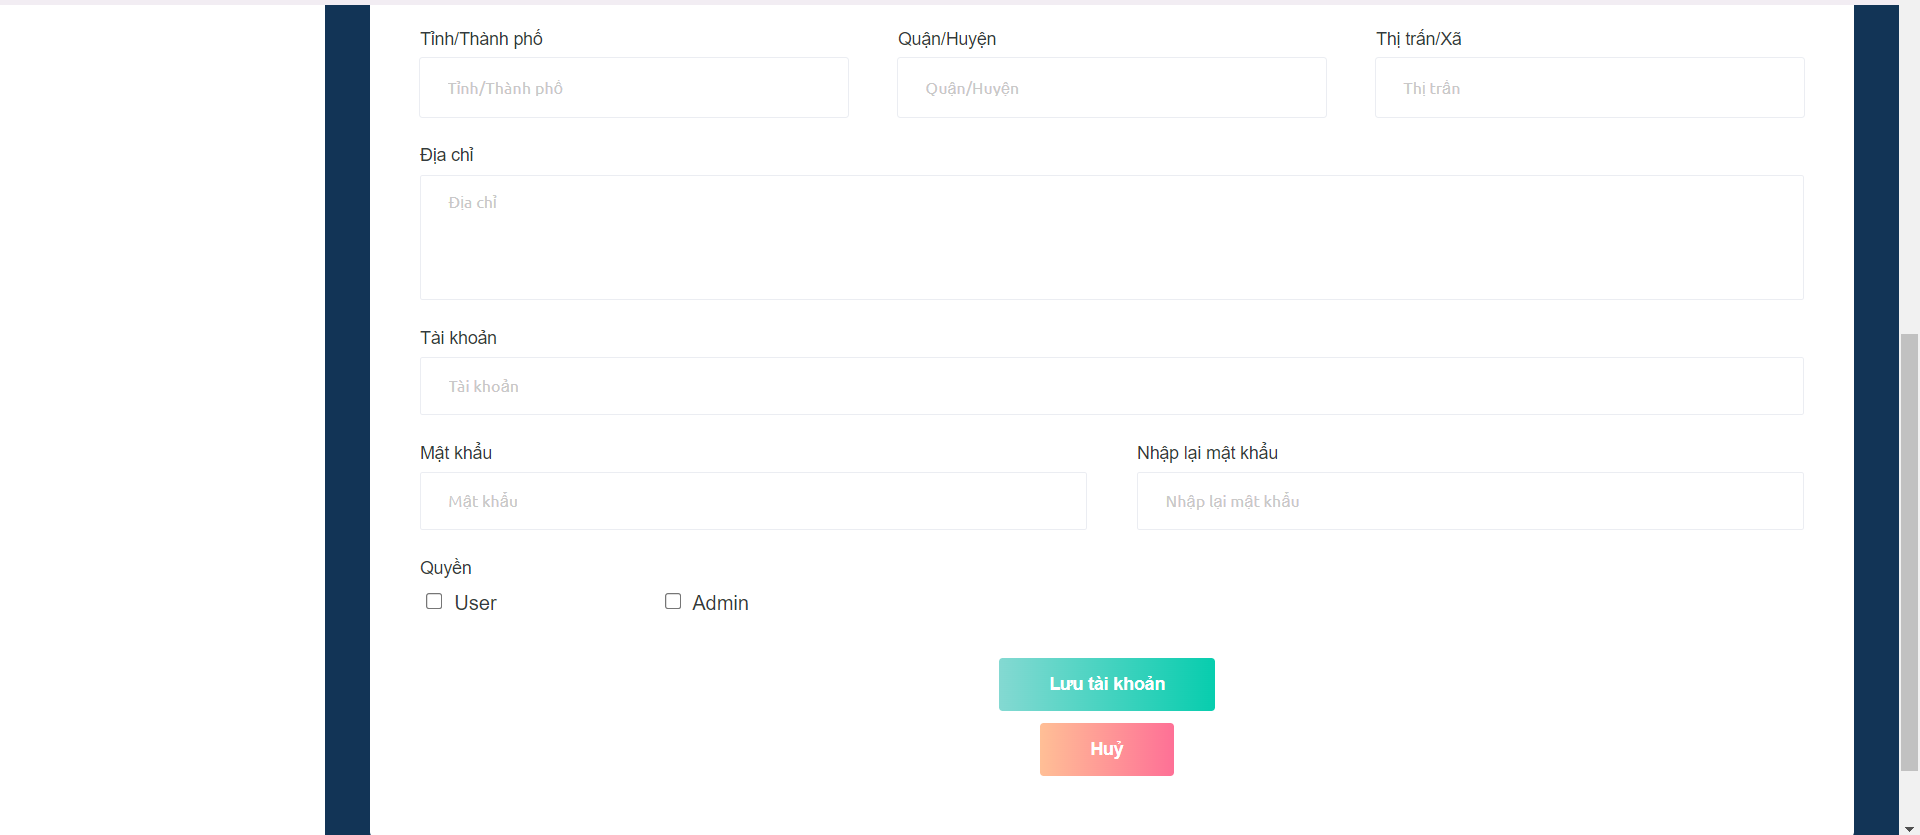 Tỉnh/Thành phố Quận/Huyện Thị trấn/Xã
Tỉnh/Thành phố Quận/Huyện Thị trấn
Địa chỉ
Địa chỉ
Tài khoản
Tài khoản
Mật khẩu Nhập lại mật khẩu
Mật khẩu Nhập lại mật khẩu
Quyền
User Admin
Lưu tài khoản
Huỷ